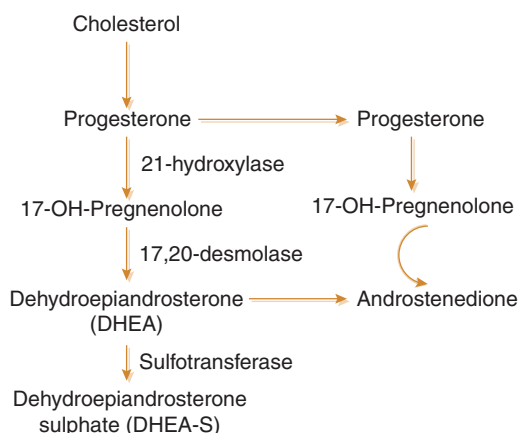 Cholesterol
Progesterone
Progesterone
21-hydroxylase
17-OH-Pregnenolone
17-OH-Pregnenolone
17,20-desmolase
Dehydroepiandrosterone
(DHEA)
Androstenedione
Sulfotransferase
Dehydroepiandrosterone
sulphate (DHEA-S)